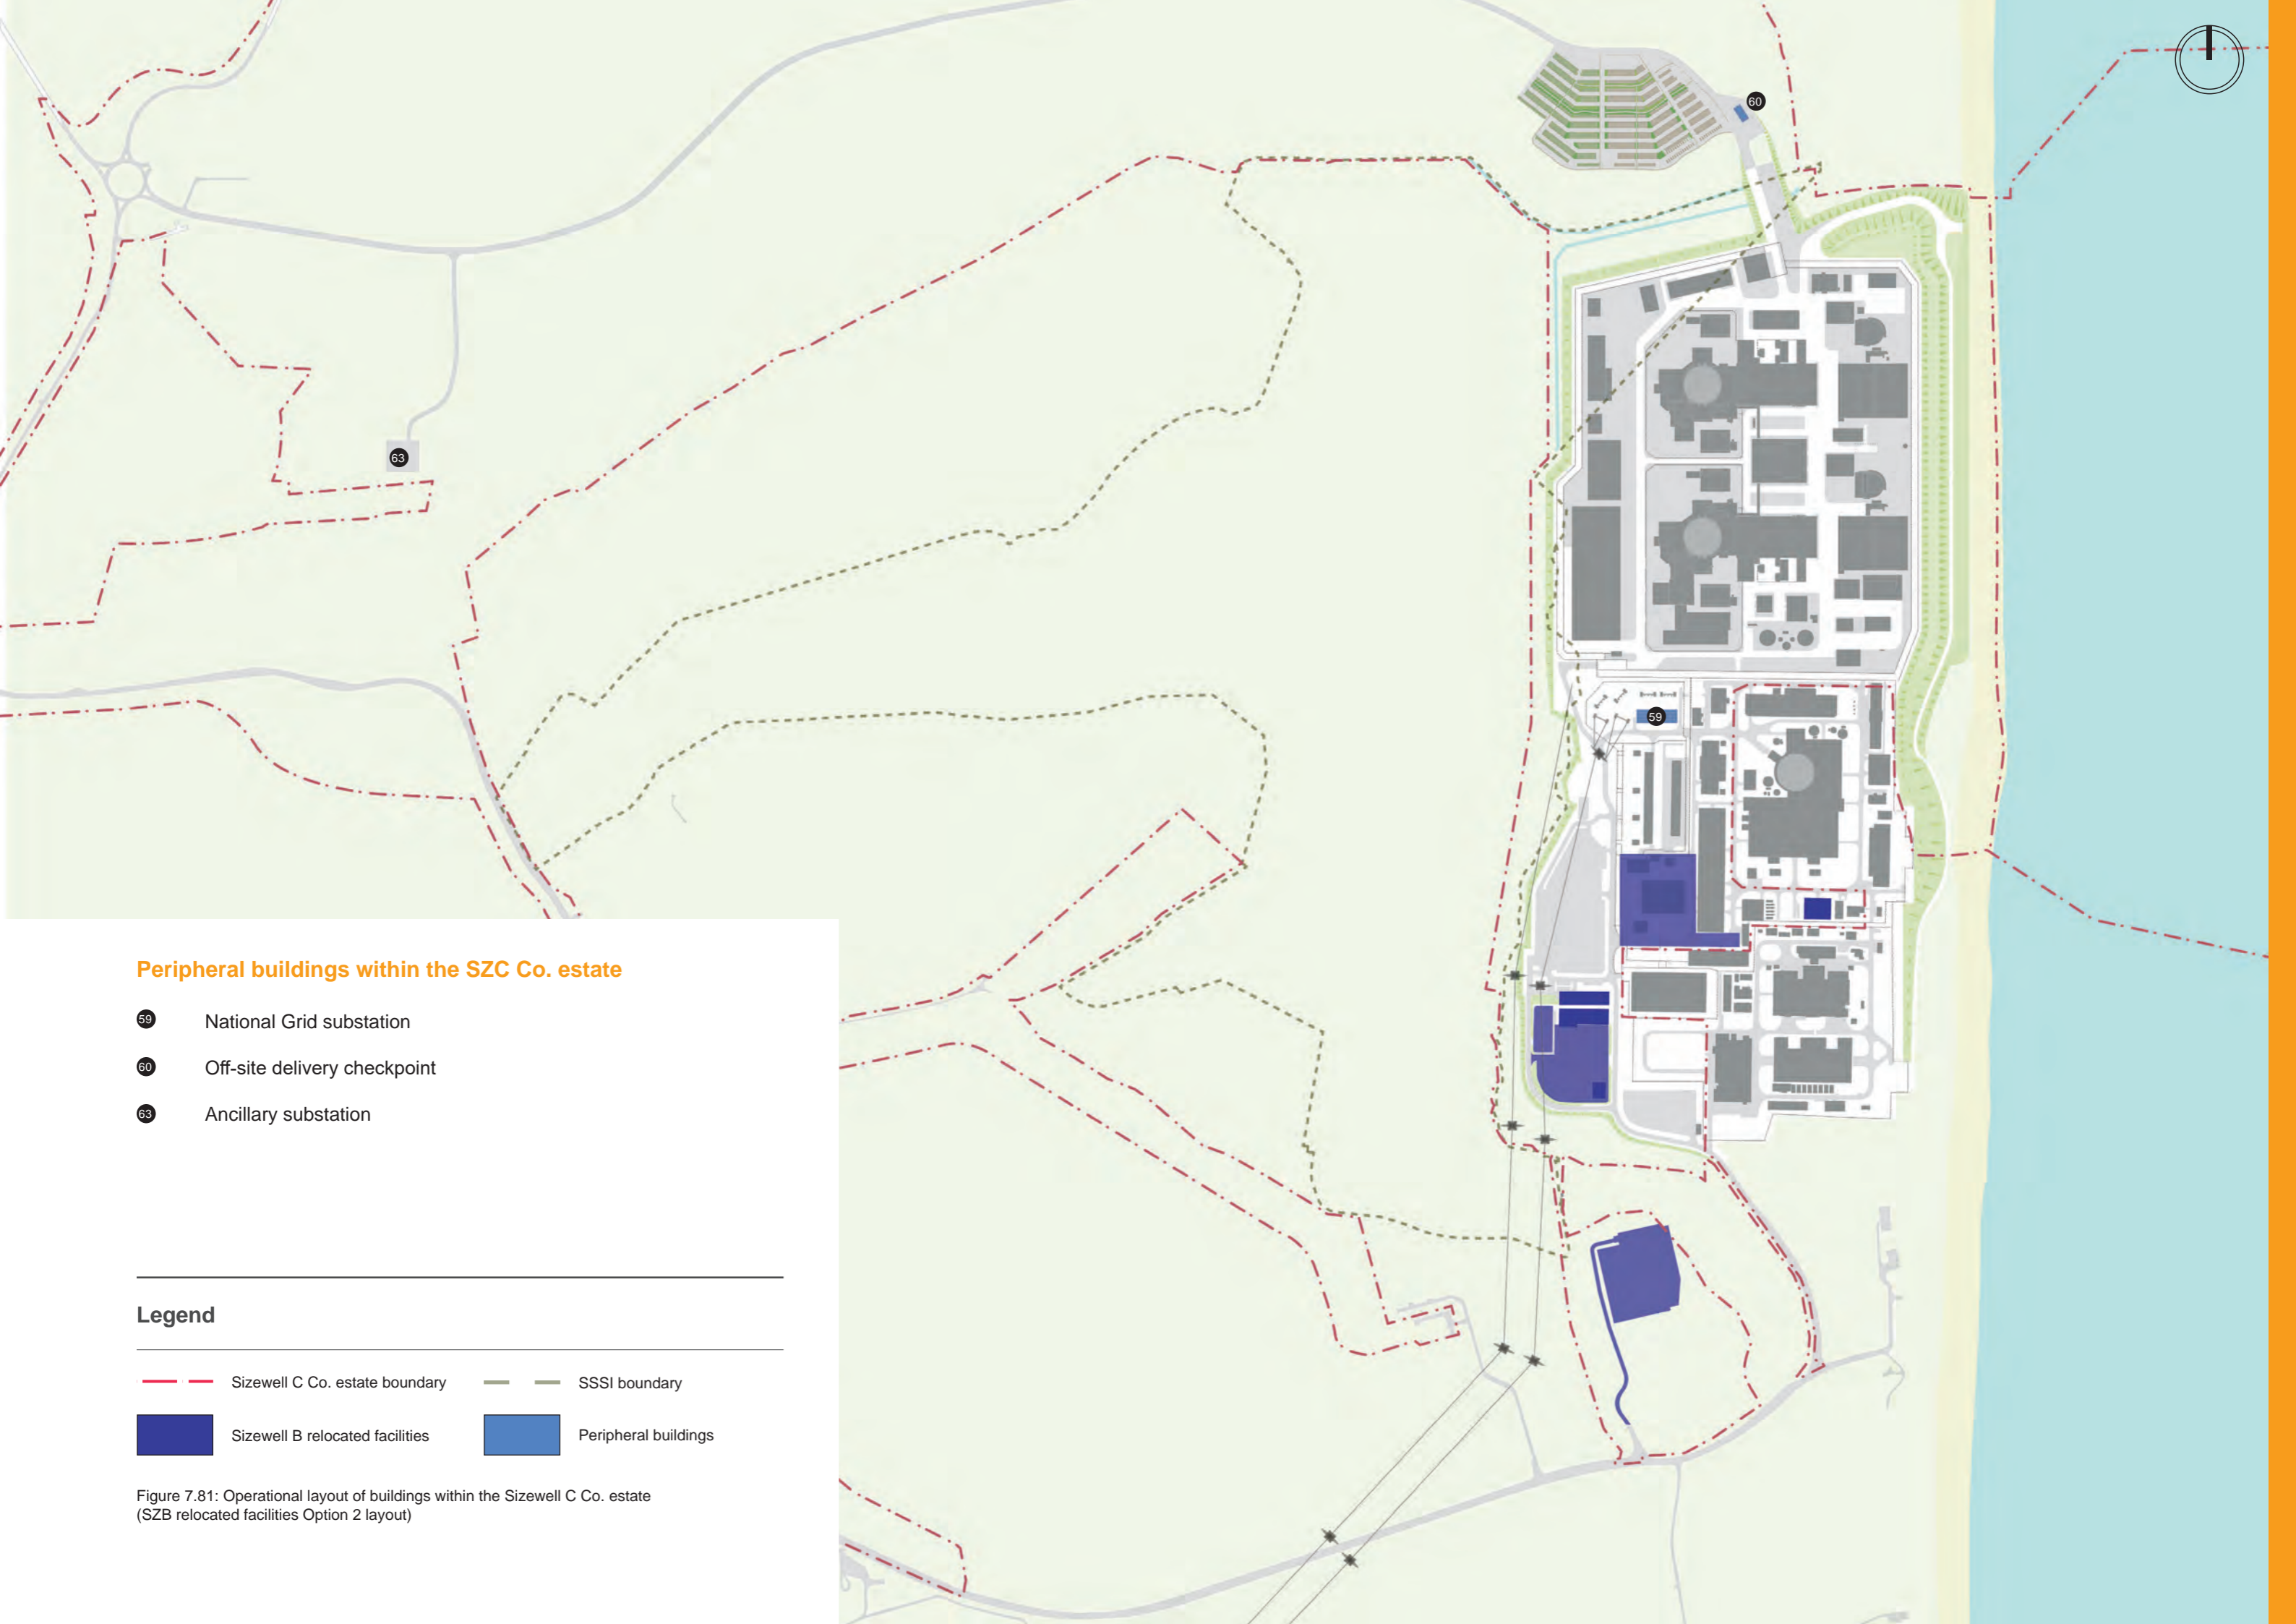 60
63
59
Peripheral buildings within the SZC Co. estate
59 National Grid substation
60 Off-site delivery checkpoint
63 Ancillary substation
Legend
Sizewell C Co. estate boundary
SSSI boundary
Sizewell B relocated facilities
Peripheral buildings
Figure 7.81: Operational layout of buildings within the Sizewell C Co. estate
(SZB relocated facilities Option 2 layout)